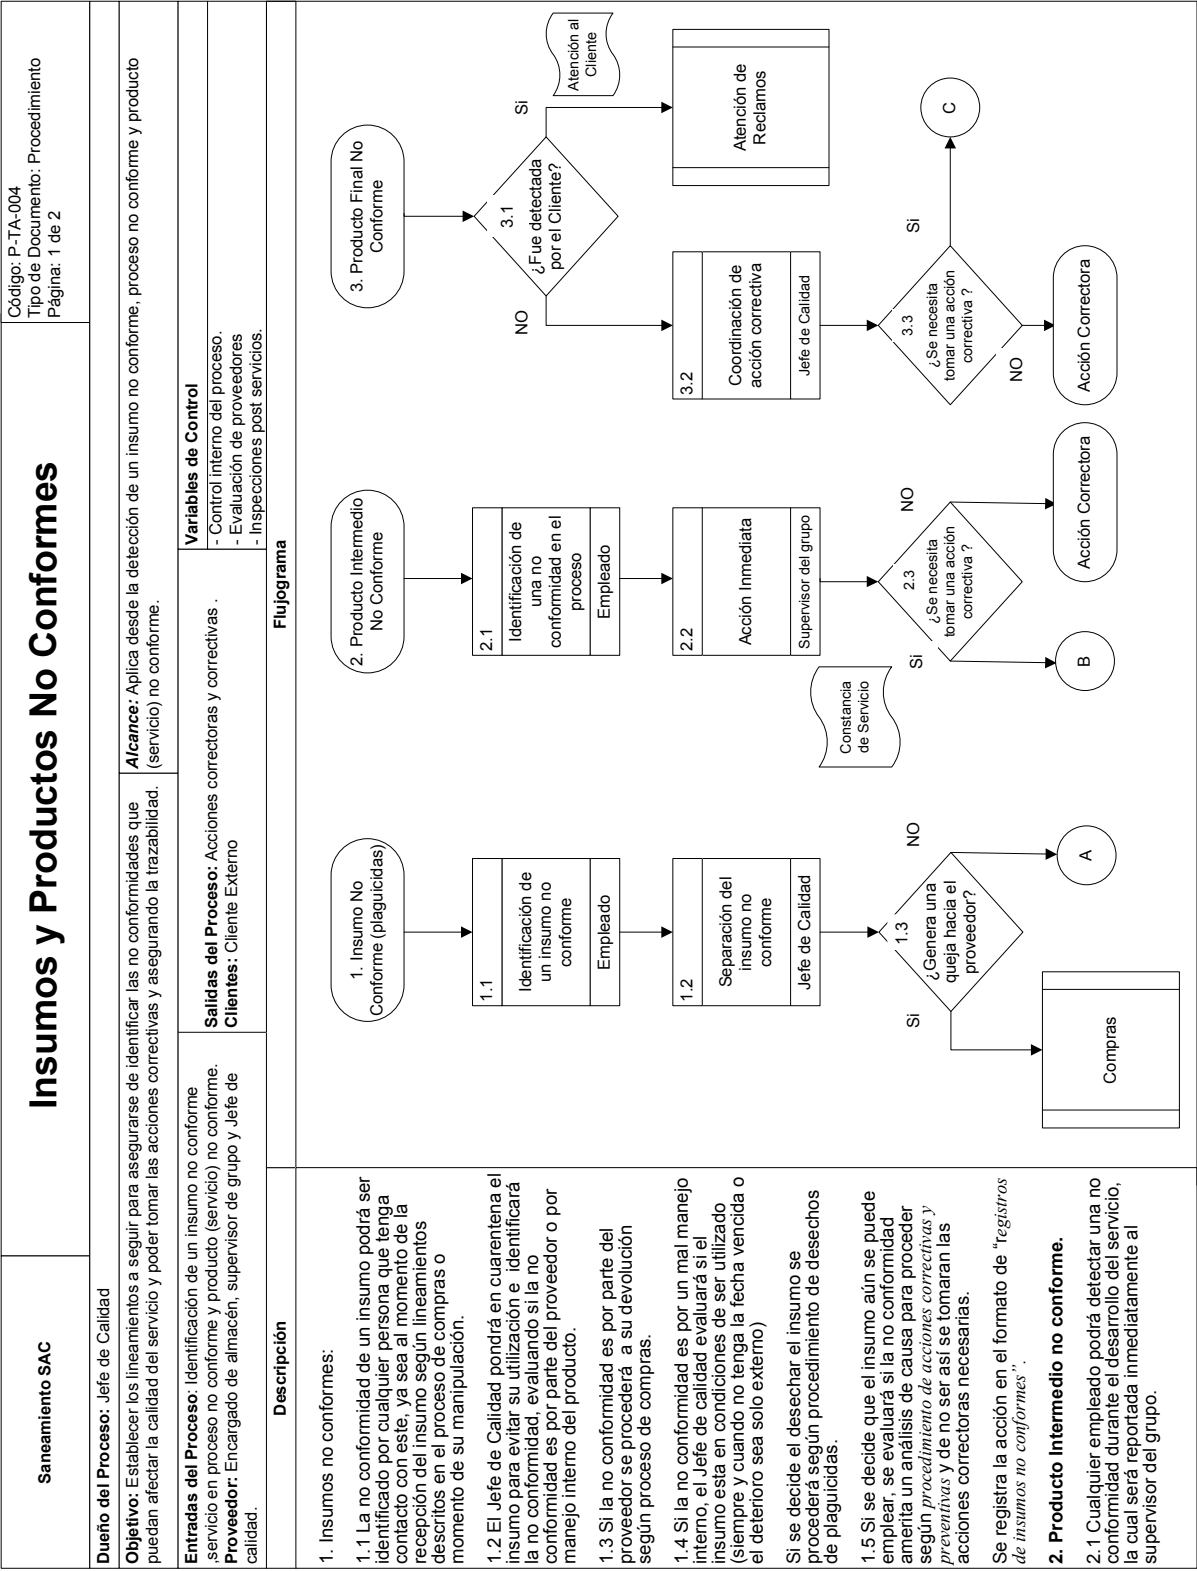 Saneamiento SAC
Insumos y Productos No Conformes
Código: P-TA-004
Tipo de Documento: Procedimiento
Página: 1 de 2
Dueño del Proceso: Jefe de Calidad
Objetivo: Establecer los lineamientos a seguir para asegurarse de identificar las no conformidades que
puedan afectar la calidad del servicio y poder tomar las acciones correctivas y asegurando la trazabilidad.
Alcance: Aplica desde la detección de un insumo no conforme, proceso no conforme y producto
(servicio) no conforme.
Entradas del Proceso: Identificación de un insumo no conforme
,servicio en proceso no conforme y producto (servicio) no conforme.
Proveedor: Encargado de almacén, supervisor de grupo y Jefe de
calidad.
Salidas del Proceso: Acciones correctoras y correctivas .
Clientes: Cliente Externo
Variables de Control
- Control interno del proceso.
- Evaluación de proveedores
- Inspecciones post servicios.
Descripción
Flujograma
1. Insumos no conformes:
1.1 La no conformidad de un insumo podrá ser
identificado por cualquier persona que tenga
contacto con este, ya sea al momento de la
recepción del insumo según lineamientos
descritos en el proceso de compras o
momento de su manipulación.
1.2 El Jefe de Calidad pondrá en cuarentena el
insumo para evitar su utilización e identificará
la no conformidad, evaluando si la no
conformidad es por parte del proveedor o por
manejo interno del producto.
1.3 Si la no conformidad es por parte del
proveedor se procederá a su devolución
según proceso de compras.
1.4 Si la no conformidad es por un mal manejo
interno, el Jefe de calidad evaluará si el
insumo esta en condiciones de ser utilizado
(siempre y cuando no tenga la fecha vencida o
el deterioro sea solo externo)
Si se decide el desechar el insumo se
procederá según procedimiento de desechos
de plaguicidas.
1.5 Si se decide que el insumo aún se puede
emplear, se evaluará si la no conformidad
amerita un análisis de causa para proceder
según procedimiento de acciones correctivas y
preventivas y de no ser así se tomaran las
acciones correctoras necesarias.
Se registra la acción en el formato de “registros
de insumos no conformes”.
2. Producto Intermedio no conforme.
2.1 Cualquier empleado podrá detectar una no
conformidad durante el desarrollo del servicio,
la cual será reportada inmediatamente al
supervisor del grupo.
1. Insumo No
Conforme (plaguicidas)
1.1
Identificación de
un insumo no
conforme
Empleado
1.2
Separación del
insumo no
conforme
Jefe de Calidad
1.3
¿Genera una
queja hacia el
proveedor?
Si
NO
Compras
A
2. Producto Intermedio
No Conforme
2.1
Identificación de
una no
conformidad en el
proceso
Empleado
2.2
Acción Inmediata
Supervisor del grupo
Constancia
de Servicio
2.3
¿Se necesita
tomar una acción
correctiva ?
Si
NO
B
Acción Correctora
3. Producto Final No
Conforme
3.1
¿Fue detectada
por el Cliente?
NO
Si
Atención al
Cliente
3.2
Coordinación de
acción correctiva
Jefe de Calidad
Atención de
Reclamos
3.3
¿Se necesita
tomar una acción
correctiva ?
NO
Si
Acción Correctora
C